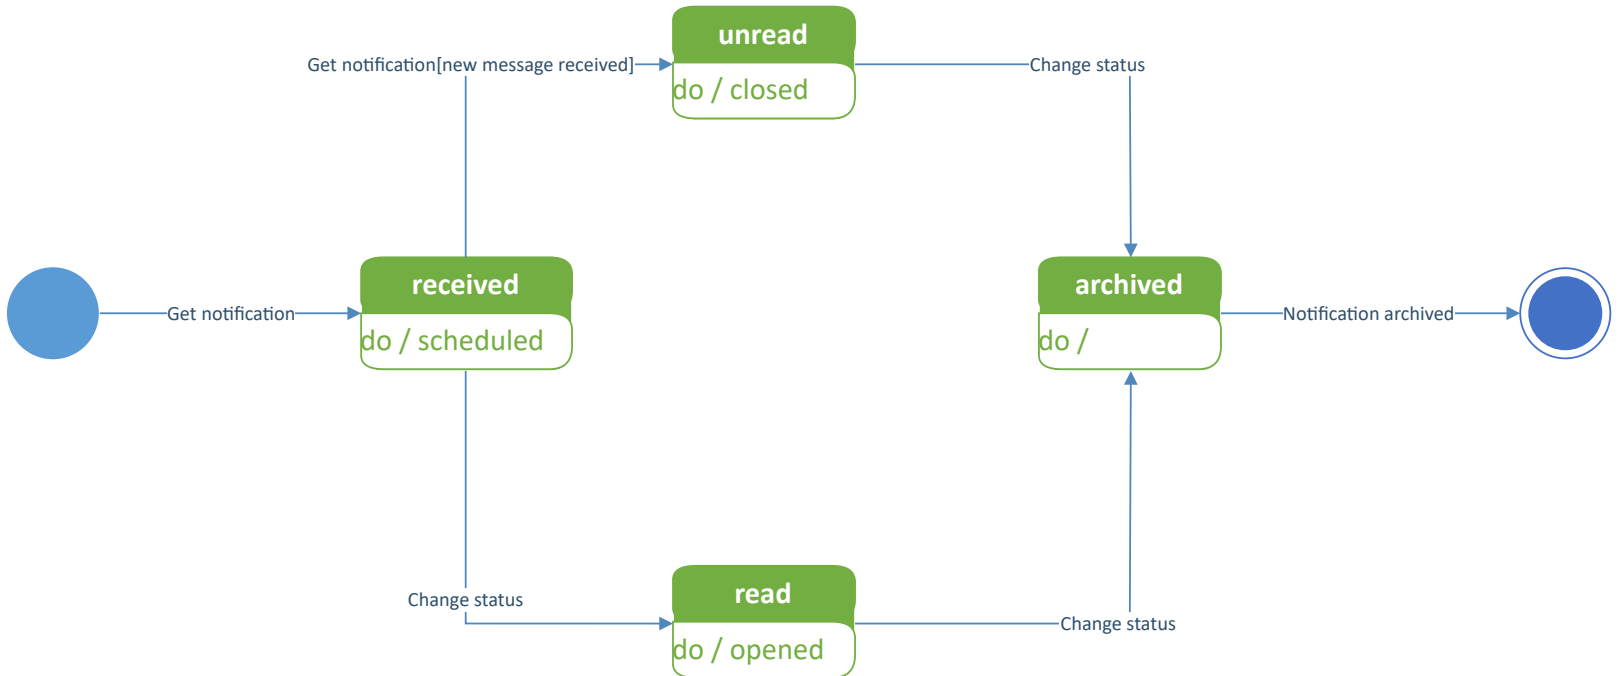 unread
Get notification[new message received]
do / closed
Change status
received
archived
Get notification
do / scheduled
do /
Notification archived
read
Change status
do / opened
Change status